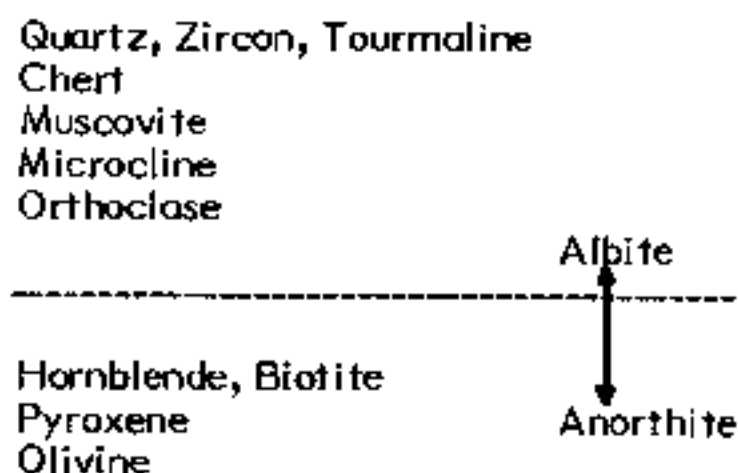 Quartz, Zircon, Tourmaline
Chert
Muscovite
Microcline
Orthoclase
Albite
Hornblende, Biotite
Pyroxene
Anorthite
Olivine